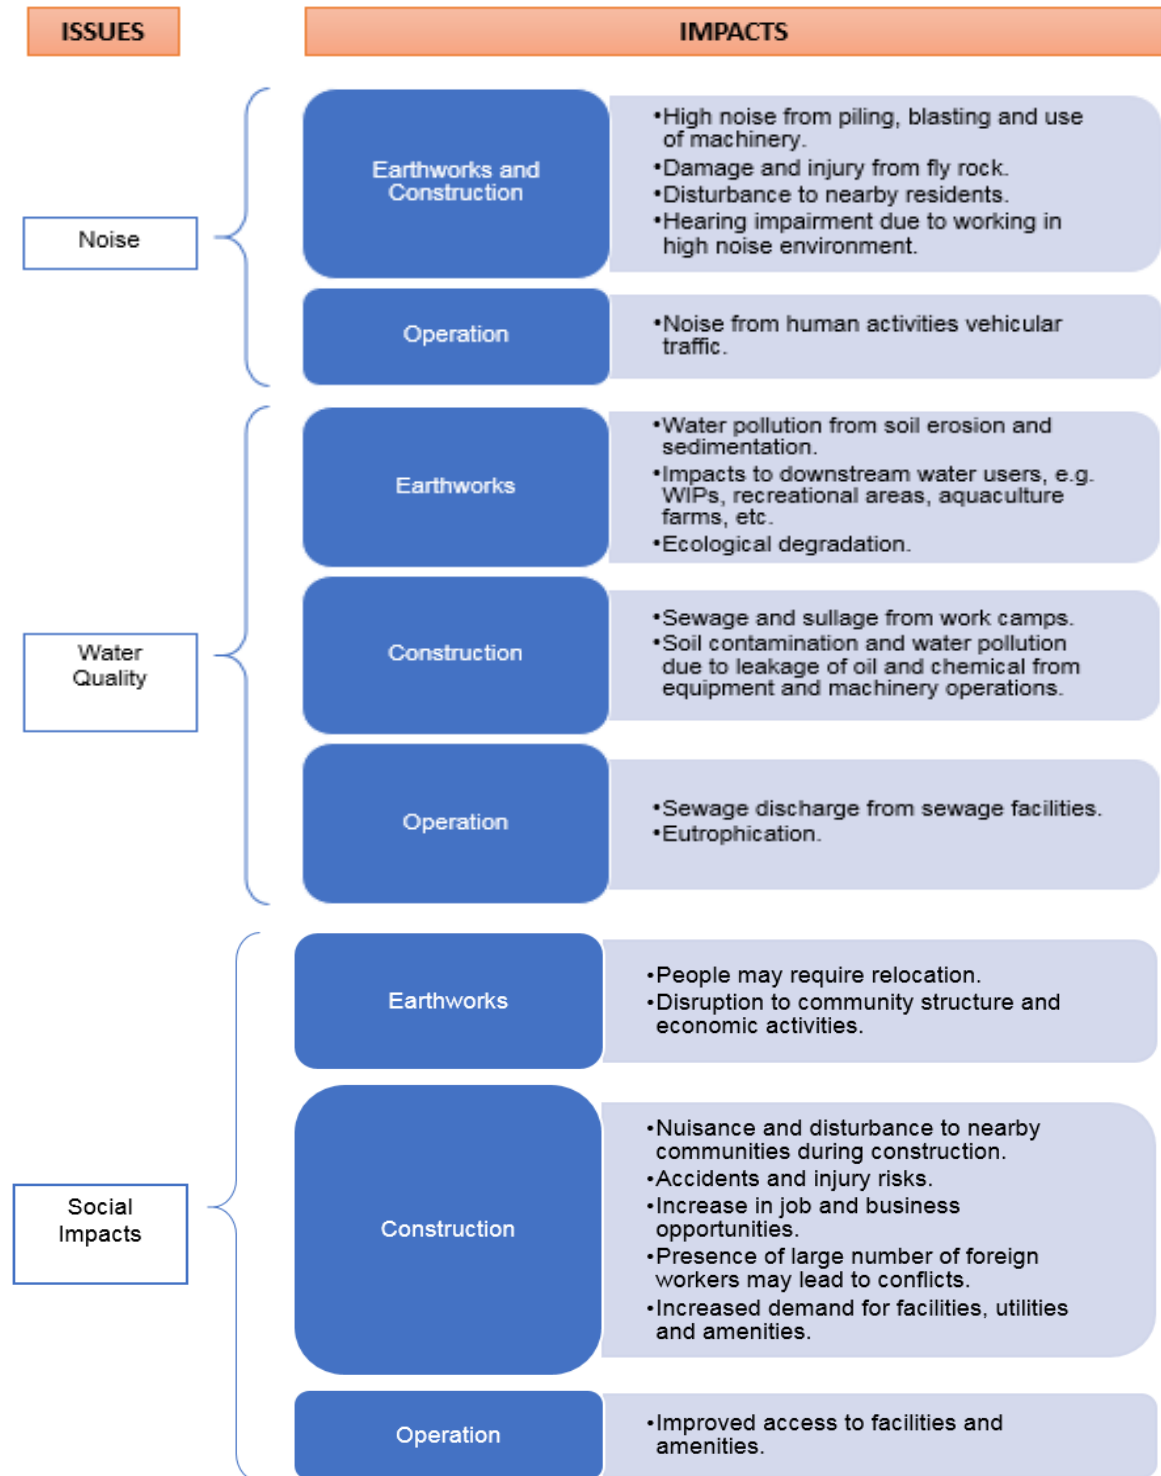 ISSUES
IMPACTS
Noise
Earthworks and
Construction
•High noise from piling, blasting and use
of machinery.
•Damage and injury from fly rock.
•Disturbance to nearby residents.
•Hearing impairment due to working in
high noise environment.
Operation
•Noise from human activities vehicular
traffic.
Water
Quality
Earthworks
•Water pollution from soil erosion and
sedimentation.
•Impacts to downstream water users, e.g.
WIPs, recreational areas, aquaculture
farms, etc.
•Ecological degradation.
Construction
•Sewage and sullage from work camps.
•Soil contamination and water pollution
due to leakage of oil and chemical from
equipment and machinery operations.
Operation
•Sewage discharge from sewage facilities.
•Eutrophication.
Social
Impacts
Earthworks
•People may require relocation.
•Disruption to community structure and
economic activities.
Construction
•Nuisance and disturbance to nearby
communities during construction.
•Accidents and injury risks.
•Increase in job and business
opportunities.
•Presence of large number of foreign
workers may lead to conflicts.
•Increased demand for facilities, utilities
and amenities.
Operation
•Improved access to facilities and
amenities.